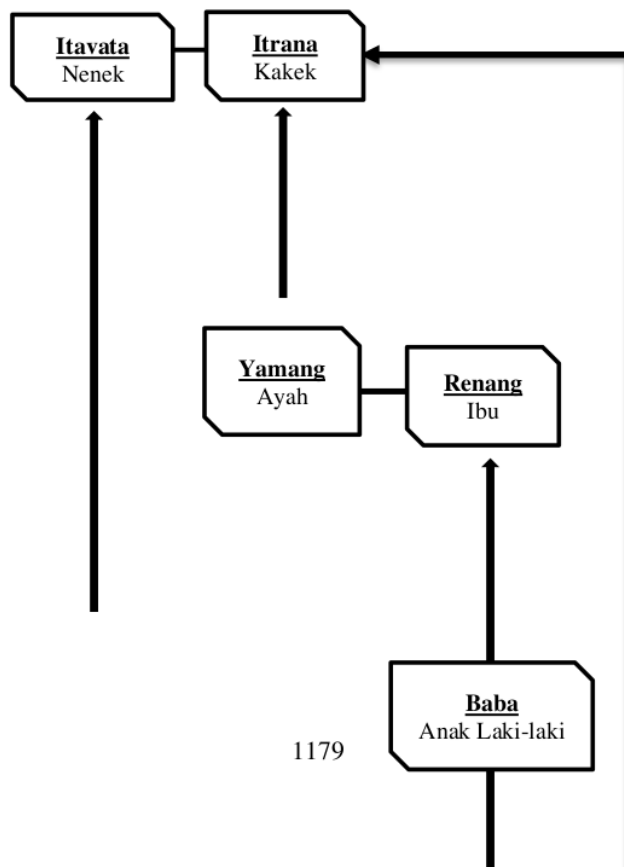 Itavata
Nenek
Itrana
Kakek
Yamang
Ayah
Renang
Ibu
Baba
Anak Laki-laki
1179